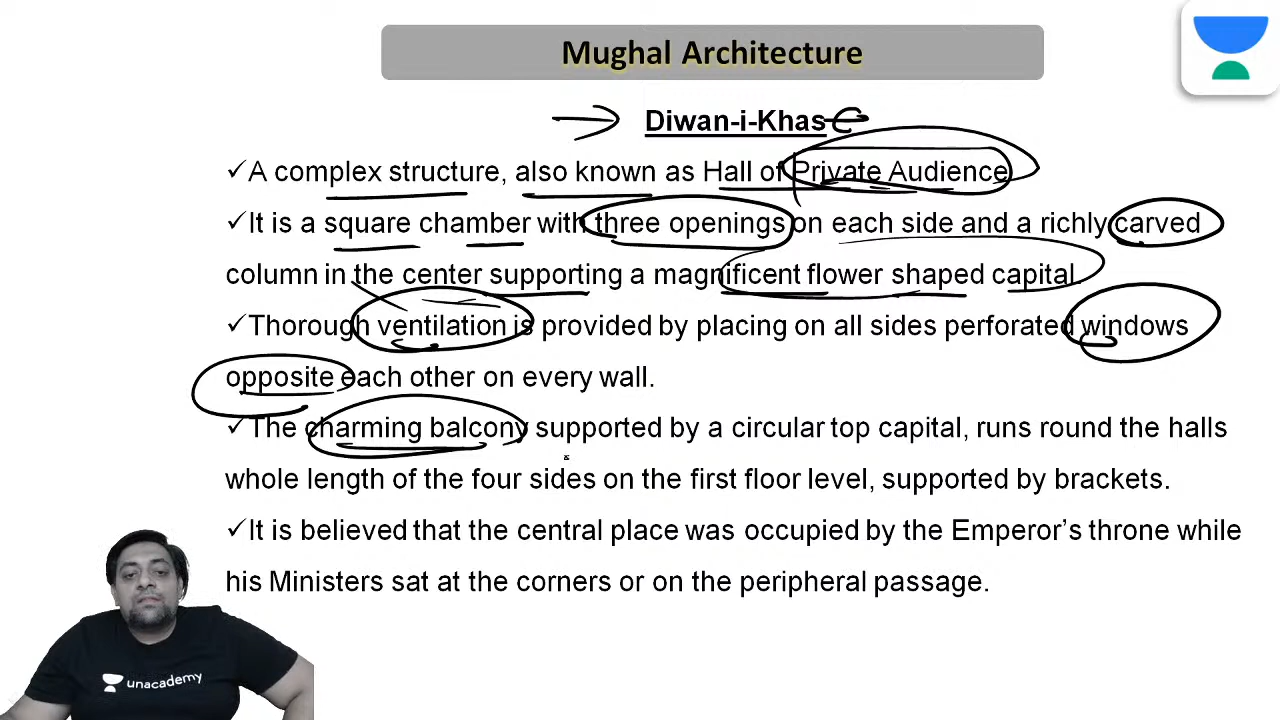 Mughal Architecture
Diwan-i-Khas
✓A complex structure, also known as Hall of Private Audience
✓It is a square chamber with three openings on each side and a richly carved
column in the center supporting a magnificent flower shaped capital.
✓Thorough ventilation is provided by placing on all sides perforated windows
opposite each other on every wall.
✓The charming balcony supported by a circular top capital, runs round the halls
whole length of the four sides on the first floor level, supported by brackets.
✓It is believed that the central place was occupied by the Emperor’s throne while
his Ministers sat at the corners or on the peripheral passage.
unacademy